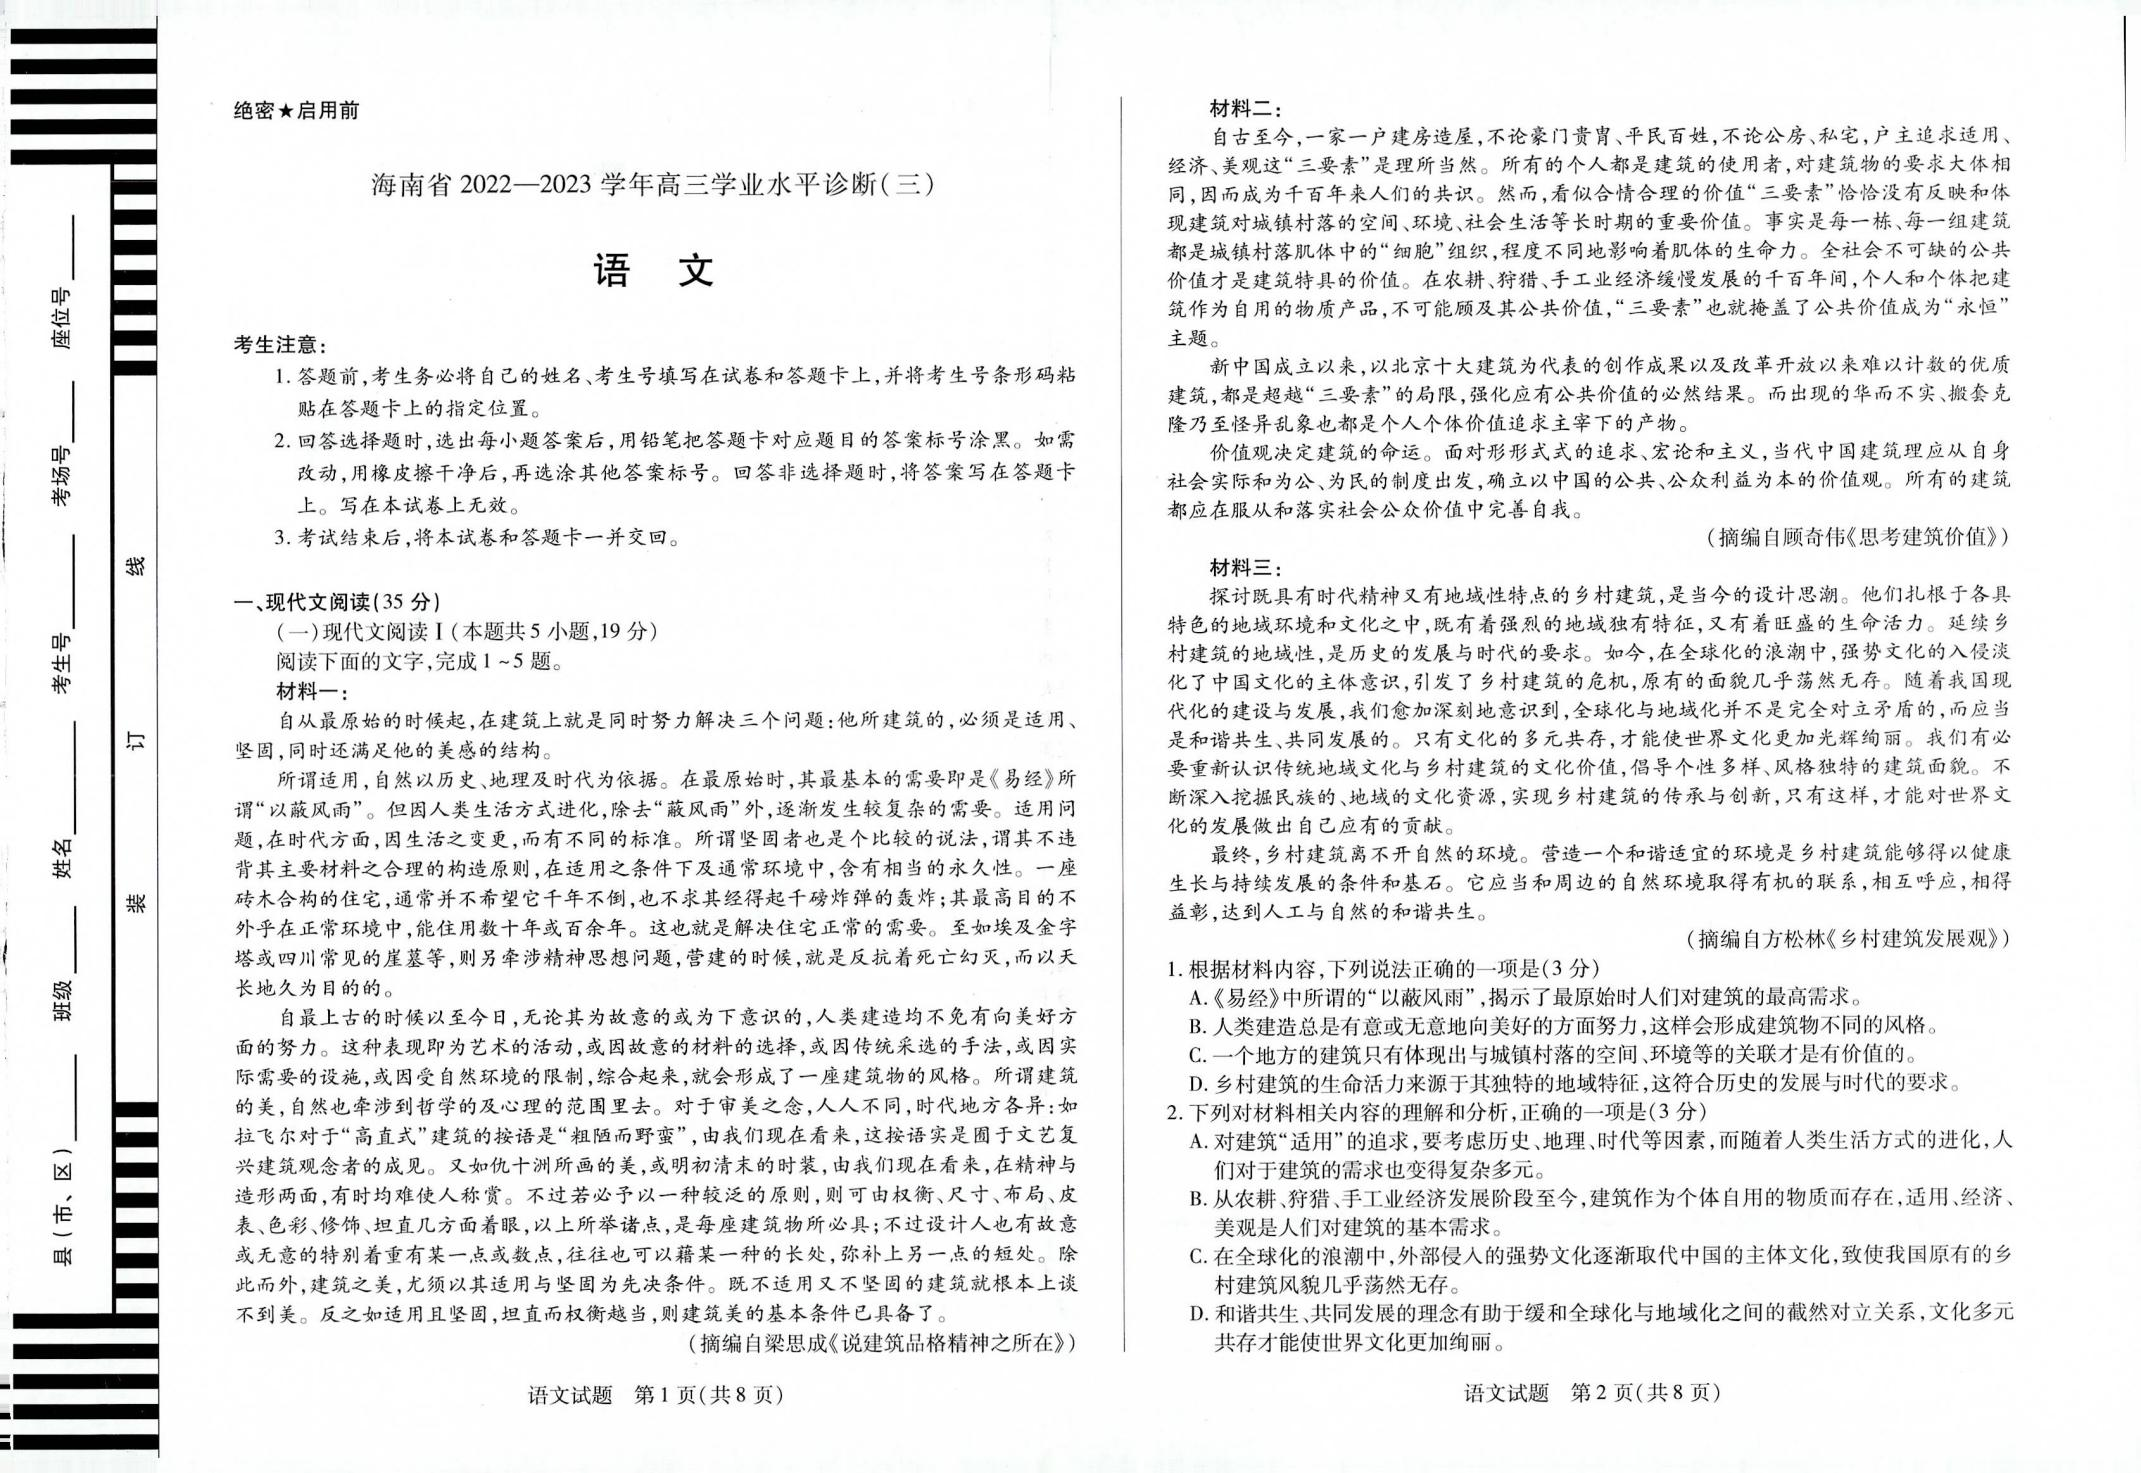 绝密★启用前
海南省 2022—2023 学年高三学业水平诊断(三)
语 文
考生注意:
1. 答题前,考生务必将自己的姓名、考生号填写在试卷和答题卡上,并将考生号条形码粘
贴在答题卡上的指定位置。
2. 回答选择题时,选出每小题答案后,用铅笔把答题卡对应题目的答案标号涂黑。如需
改动,用橡皮擦干净后,再选涂其他答案标号。回答非选择题时,将答案写在答题卡
上。写在本试卷上无效。
3. 考试结束后,将本试卷和答题卡一并交回。
一、现代文阅读(35 分)
(一)现代文阅读Ⅰ(本题共 5 小题,19 分)
阅读下面的文字,完成 1~5 题。
材料一:
自从最原始的时候起,在建筑上就是同时努力解决三个问题:他所建筑的,必须是适用、
坚固,同时还满足他的美感的结构。
所谓适用,自然以历史、地理及时代为依据。在最原始时,其最基本的需要即是《易经》所
谓“以蔽风雨”。但因人类生活方式进化,除去“蔽风雨”外,逐渐发生较复杂的需要。适用问
题,在时代方面,因生活之变更,而有不同的标准。所谓坚固者也是个比较的说法,谓其不违
背其主要材料之合理的构造原则,在适用之条件下及通常环境中,含有相当的永久性。一座
砖木合构的住宅,通常并不希望它千年不倒,也不求其经得起千磅炸弹的轰炸;其最高目的不
外乎在正常环境中,能住用数十年或百余年。这也就是解决住宅正常的需要。至如埃及金字
塔或四川常见的崖墓等,则另牵涉精神思想问题,营建的时候,就是反抗着死亡幻灭,而以天
长地久为目的的。
自最上古的时候以至今日,无论其为故意的或为下意识的,人类建造均不免有向美好方
面的努力。这种表现即为艺术的活动,或因故意的材料的选择,或因传统采选的手法,或因实
际需要的设施,或因受自然环境的限制,综合起来,就会形成了一座建筑物的风格。所谓建筑
的美,自然也牵涉到哲学的及心理的范围里去。对于审美之念,人人不同,时代地方各异:如
拉飞尔对于“高直式”建筑的按语是“粗陋而野蛮”,由我们现在看来,这按语实是囿于文艺复
兴建筑观念者的成见。又如仇十洲所画的美,或明初清末的时装,由我们现在看来,在精神与
造形两面,有时均难使人称赏。不过若必予以一种较泛的原则,则可由权衡、尺寸、布局、皮
表、色彩、修饰、坦直几方面着眼,以上所举诸点,是每座建筑物所必具;不过设计人也有故意
或无意的特别着重有某一点或数点,往往也可以藉某一种的长处,弥补上另一点的短处。除
此而外,建筑之美,尤须以其适用与坚固为先决条件。既不适用又不坚固的建筑就根本上谈
不到美。反之如适用且坚固,坦直而权衡越当,则建筑美的基本条件已具备了。
(摘编自梁思成《说建筑品格精神之所在》)
语文试题 第 1 页(共 8 页)
材料二:
自古至今,一家一户建房造屋,不论豪门贵胄、平民百姓,不论公房、私宅,户主追求适用、
经济、美观这“三要素”是理所当然。所有的个人都是建筑的使用者,对建筑物的要求大体相
同,因而成为千百年来人们的共识。然而,看似合情合理的价值“三要素”恰恰没有反映和体
现建筑对城镇村落的空间、环境、社会生活等长时期的重要价值。事实是每一栋、每一组建筑
都是城镇村落肌体中的“细胞”组织,程度不同地影响着肌体的生命力。全社会不可缺的公共
价值才是建筑特具的价值。在农耕、狩猎、手工业经济缓慢发展的千百年间,个人和个体把建
筑作为自用的物质产品,不可能顾及其公共价值,“三要素”也就掩盖了公共价值成为“永恒”
主题。
新中国成立以来,以北京十大建筑为代表的创作成果以及改革开放以来难以计数的优质
建筑,都是超越“三要素”的局限,强化应有公共价值的必然结果。而出现的华而不实、搬套克
隆乃至怪异乱象也都是个人个体价值追求主宰下的产物。
价值观决定建筑的命运。面对形形式式的追求、宏论和主义,当代中国建筑理应从自身
社会实际和为公、为民的制度出发,确立以中国的公共、公众利益为本的价值观。所有的建筑
都应在服从和落实社会公众价值中完善自我。
(摘编自顾奇伟《思考建筑价值》)
材料三:
探讨既具有时代精神又有地域性特点的乡村建筑,是当今的设计思潮。他们扎根于各具
特色的地域环境和文化之中,既有着强烈的地域独有特征,又有着旺盛的生命活力。延续乡
村建筑的地域性,是历史的发展与时代的要求。如今,在全球化的浪潮中,强势文化的入侵淡
化了中国文化的主体意识,引发了乡村建筑的危机,原有的面貌几乎荡然无存。随着我国现
代化的建设与发展,我们愈加深刻地意识到,全球化与地域化并不是完全对立矛盾的,而应当
是和谐共生、共同发展的。只有文化的多元共存,才能使世界文化更加光辉绚丽。我们有必
要重新认识传统地域文化与乡村建筑的文化价值,倡导个性多样、风格独特的建筑面貌。不
断深入挖掘民族的、地域的文化资源,实现乡村建筑的传承与创新,只有这样,才能对世界文
化的发展做出自己应有的贡献。
最终,乡村建筑离不开自然的环境。营造一个和谐适宜的环境是乡村建筑能够得以健康
生长与持续发展的条件和基石。它应当和周边的自然环境取得有机的联系,相互呼应,相得
益彰,达到人工与自然的和谐共生。
(摘编自方松林《乡村建筑发展观》)
1. 根据材料内容,下列说法正确的一项是(3 分)
A.《易经》中所谓的“以蔽风雨”,揭示了最原始时人们对建筑的最高需求。
B. 人类建造总是有意或无意地向美好的方面努力,这样会形成建筑物不同的风格。
C. 一个地方的建筑只有体现出与城镇村落的空间、环境等的关联才是有价值的。
D. 乡村建筑的生命活力来源于其独特的地域特征,这符合历史的发展与时代的要求。
2. 下列对材料相关内容的理解和分析,正确的一项是(3 分)
A. 对建筑“适用”的追求,要考虑历史、地理、时代等因素,而随着人类生活方式的进化,人
们对于建筑的需求也变得复杂多元。
B. 从农耕、狩猎、手工业经济发展阶段至今,建筑作为个体自用的物质而存在,适用、经济、
美观是人们对建筑的基本需求。
C. 在全球化的浪潮中,外部侵入的强势文化逐渐取代中国的主体文化,致使我国原有的乡
村建筑风貌几乎荡然无存。
D. 和谐共生、共同发展的理念有助于缓和全球化与地域化之间的截然对立关系,文化多元
共存才能使世界文化更加绚丽。
语文试题 第 2 页(共 8 页)
县(市、区) 班级 姓名 考生号 考场号 座位号
装 订 线